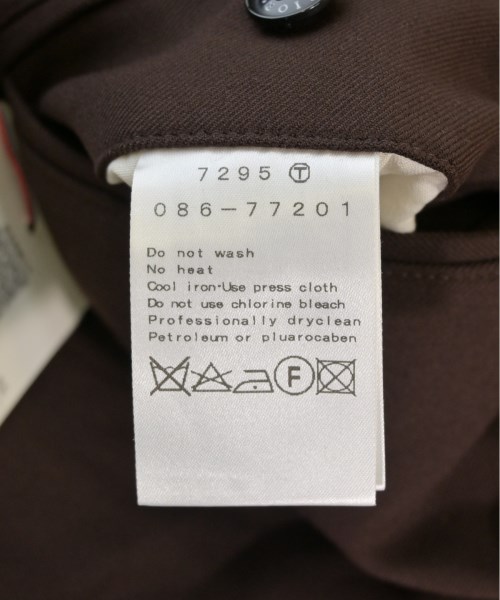 7295 Ⓣ
086-77201
Do not wash
No heat
Cool iron·Use press cloth
Do not use chlorine bleach
Professionally dryclean
Petroleum or pluarocaben
F